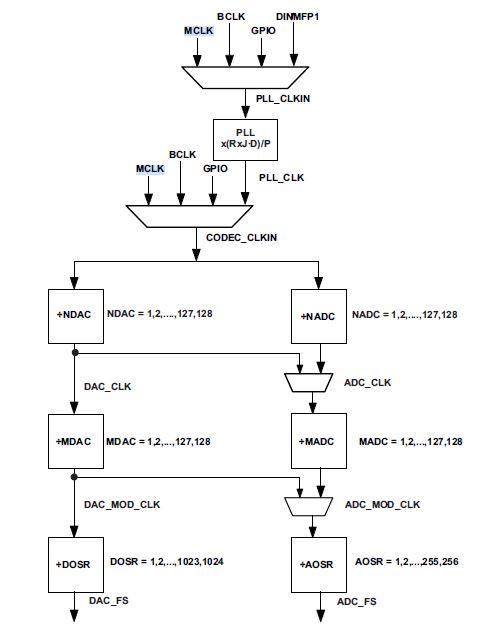 BCLK
DIN/MFP1
MCLK
GPIO
PLL_CLKIN
PLL
x(RxJ·D)/P
BCLK
MCLK
GPIO
PLL_CLK
CODEC_CLKIN
÷NDAC
NDAC = 1,2,....,127,128
÷NADC
NADC = 1,2,....,127,128
DAC_CLK
ADC_CLK
÷MDAC
MDAC = 1,2,...,127,128
÷MADC
MADC = 1,2,...,127,128
DAC_MOD_CLK
ADC_MOD_CLK
÷DOSR
DOSR = 1,2,...,1023,1024
÷AOSR
AOSR = 1,2,...,255,256
DAC_FS
ADC_FS